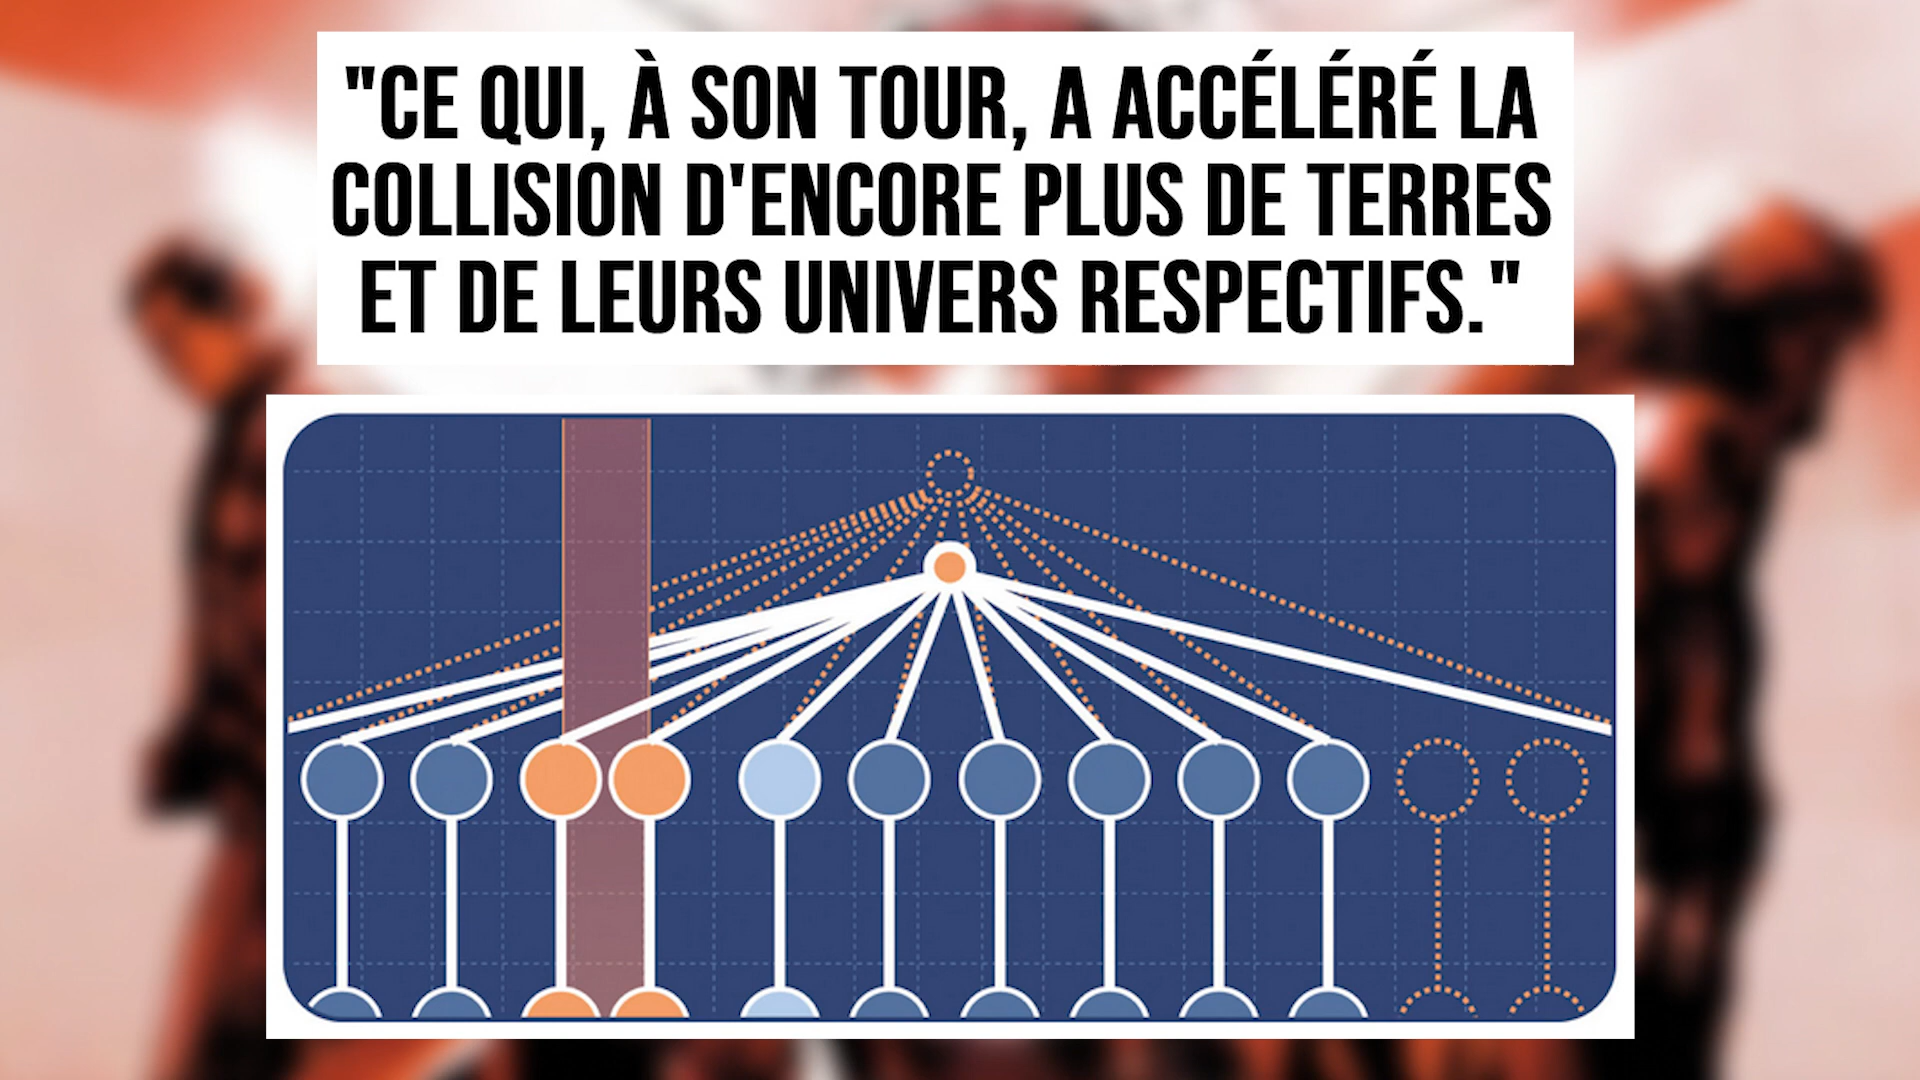 "CE QUI, À SON TOUR, A ACCÉLÉRÉ LA
COLLISION D'ENCORE PLUS DE TERRES
ET DE LEURS UNIVERS RESPECTIFS."